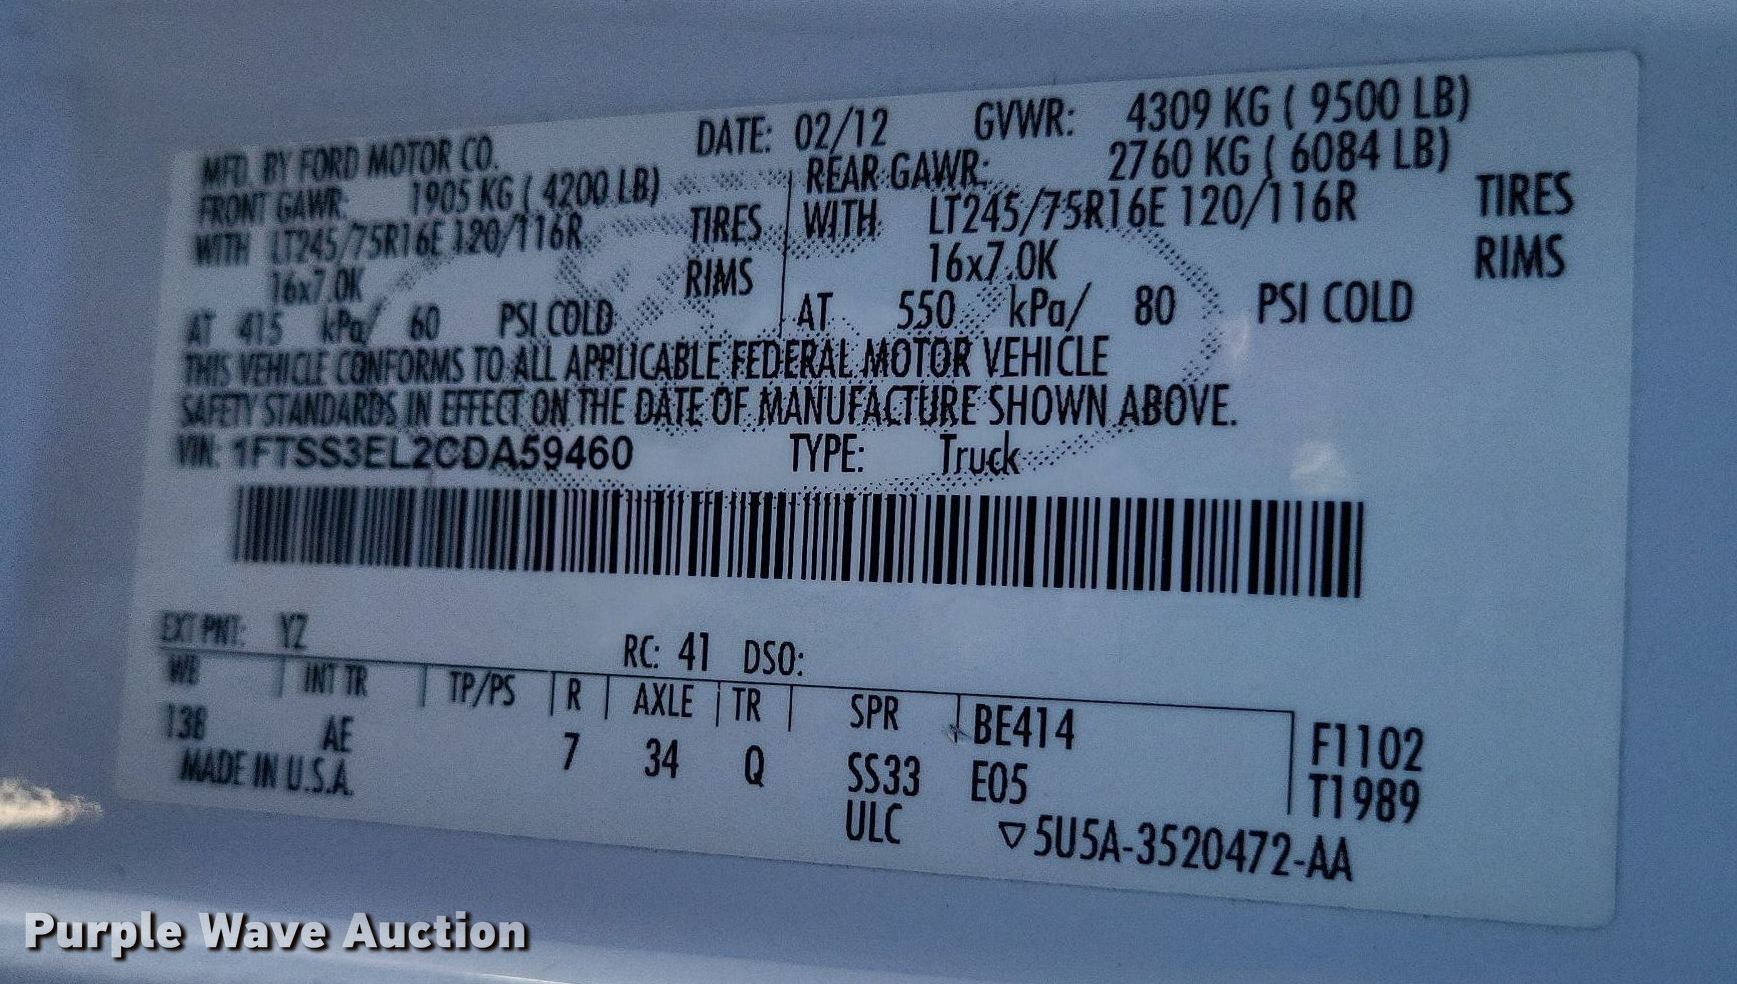 MFD. BY FORD MOTOR CO. DATE: 02/12 GVWR: 4309 KG ( 9500 LB)
FRONT GAWR: 1905 KG ( 4200 LB) REAR GAWR: 2760 KG ( 6084 LB)
WITH LT245/75R16E 120/116R TIRES WITH LT245/75R16E 120/116R TIRES
16x7.0K RIMS 16x7.0K RIMS
AT 415 kPa/ 60 PSI COLD AT 550 kPa/ 80 PSI COLD
THIS VEHICLE CONFORMS TO ALL APPLICABLE FEDERAL MOTOR VEHICLE
SAFETY STANDARDS IN EFFECT ON THE DATE OF MANUFACTURE SHOWN ABOVE.
VIN: 1FTSS3EL2CDA59460 TYPE: Truck
EXT PNT: YZ RC: 41 DSO:
WB INT TR TP/PS R AXLE TR SPR BE414 F1102
138 AE 7 34 Q SS33 E05 T1989
MADE IN U.S.A. ULC ▽5U5A-3520472-AA
Purple Wave Auction